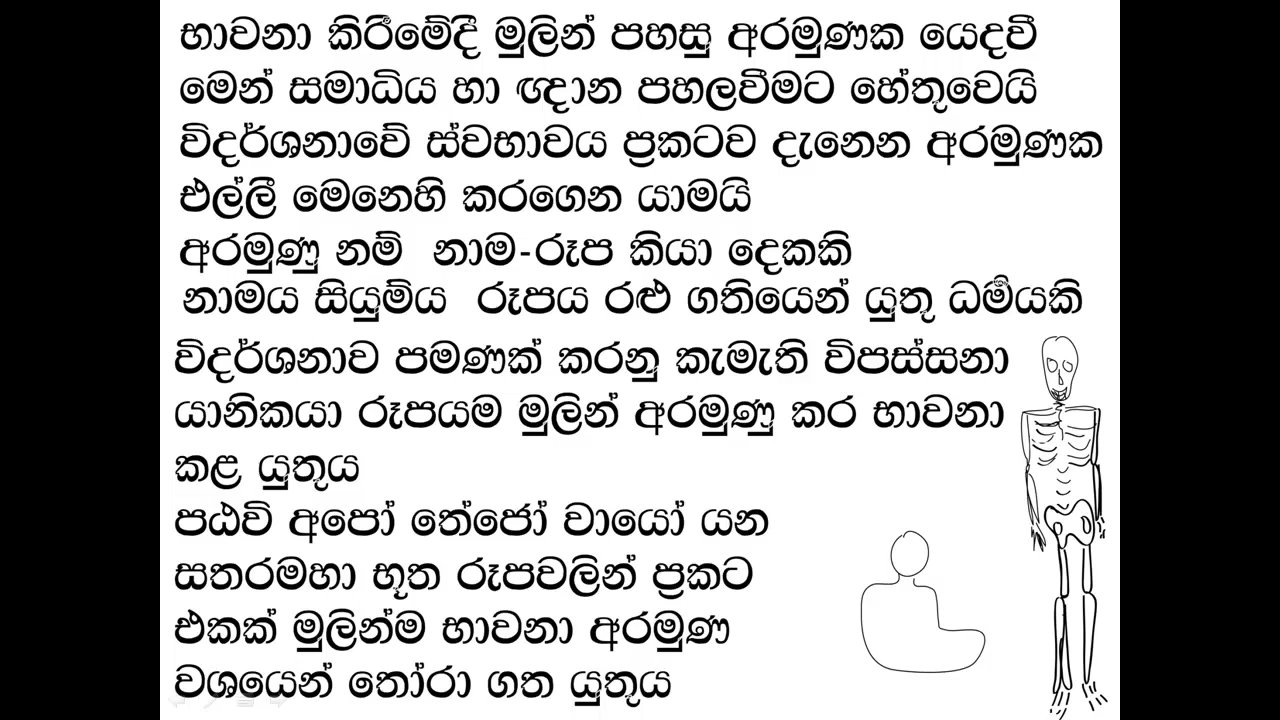 භාවනා කිරීමේදී මුලින් පහසු අරමුණක යෙදවී
මෙන් සමාධිය හා ඥාන පහලවීමට හේතුවෙයි
විදර්ශනාවේ ස්වභාවය ප්‍රකටව දැනෙන අරමුණක
එල්ලී මෙනෙහි කරගෙන යාමයි
අරමුණු නම්  නාම-රූප කියා දෙකකි
නාමය සියුම්ය  රූපය රළු ගතියෙන් යුතු ධර්මයකි
විදර්ශනාව පමණක් කරනු කැමැති විපස්සනා
යානිකයා රූපයම මුලින් අරමුණු කර භාවනා
කළ යුතුය
පඨවි අපෝ තේජෝ වායෝ යන
සතරමහා භූත රූපවලින් ප්‍රකට
එකක් මුලින්ම භාවනා අරමුණ
වශයෙන් තෝරා ගත යුතුය